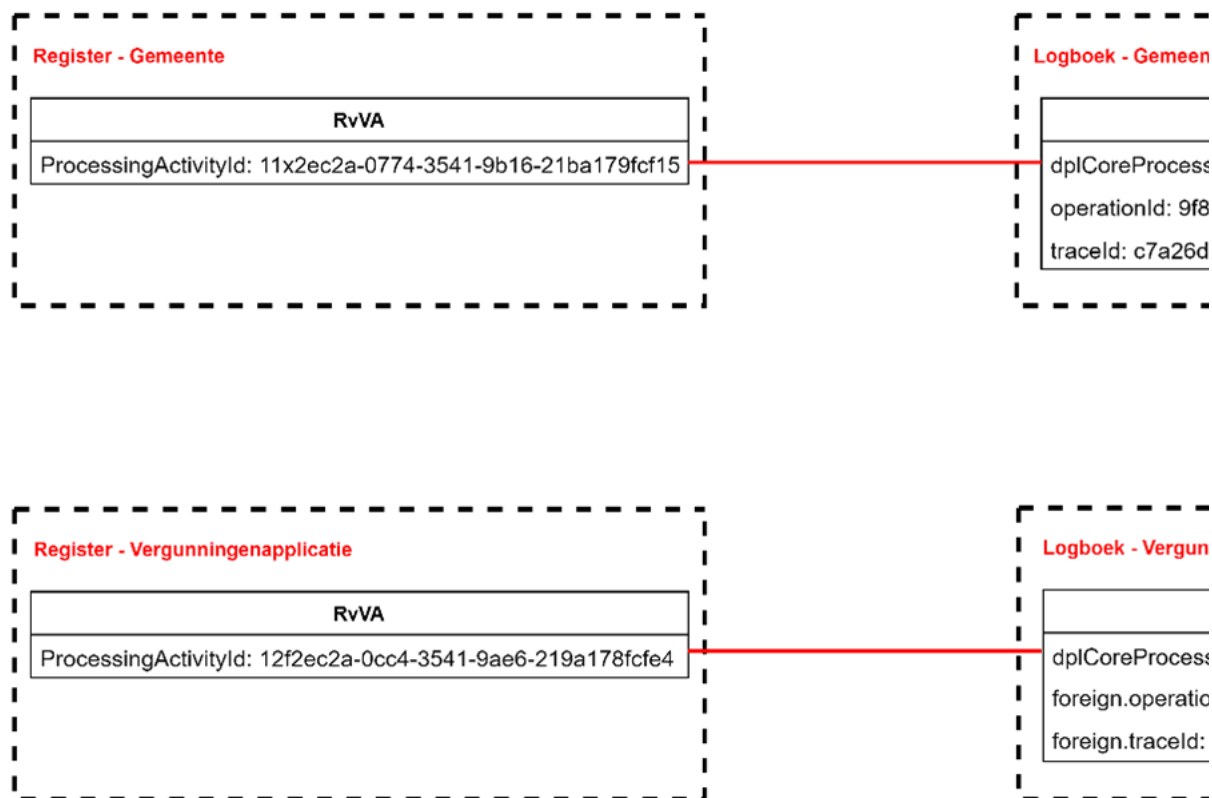 Register - Gemeente
RvVA
ProcessingActivityId: 11x2ec2a-0774-3541-9b16-21ba179fcf15
Logboek - Gemeen
dplCoreProcess
operationId: 9f8
traceId: c7a26d
Register - Vergunningenapplicatie
RvVA
ProcessingActivityId: 12f2ec2a-0cc4-3541-9ae6-219a178fcfe4
Logboek - Vergun
dplCoreProcess
foreign.operatio
foreign.traceId: